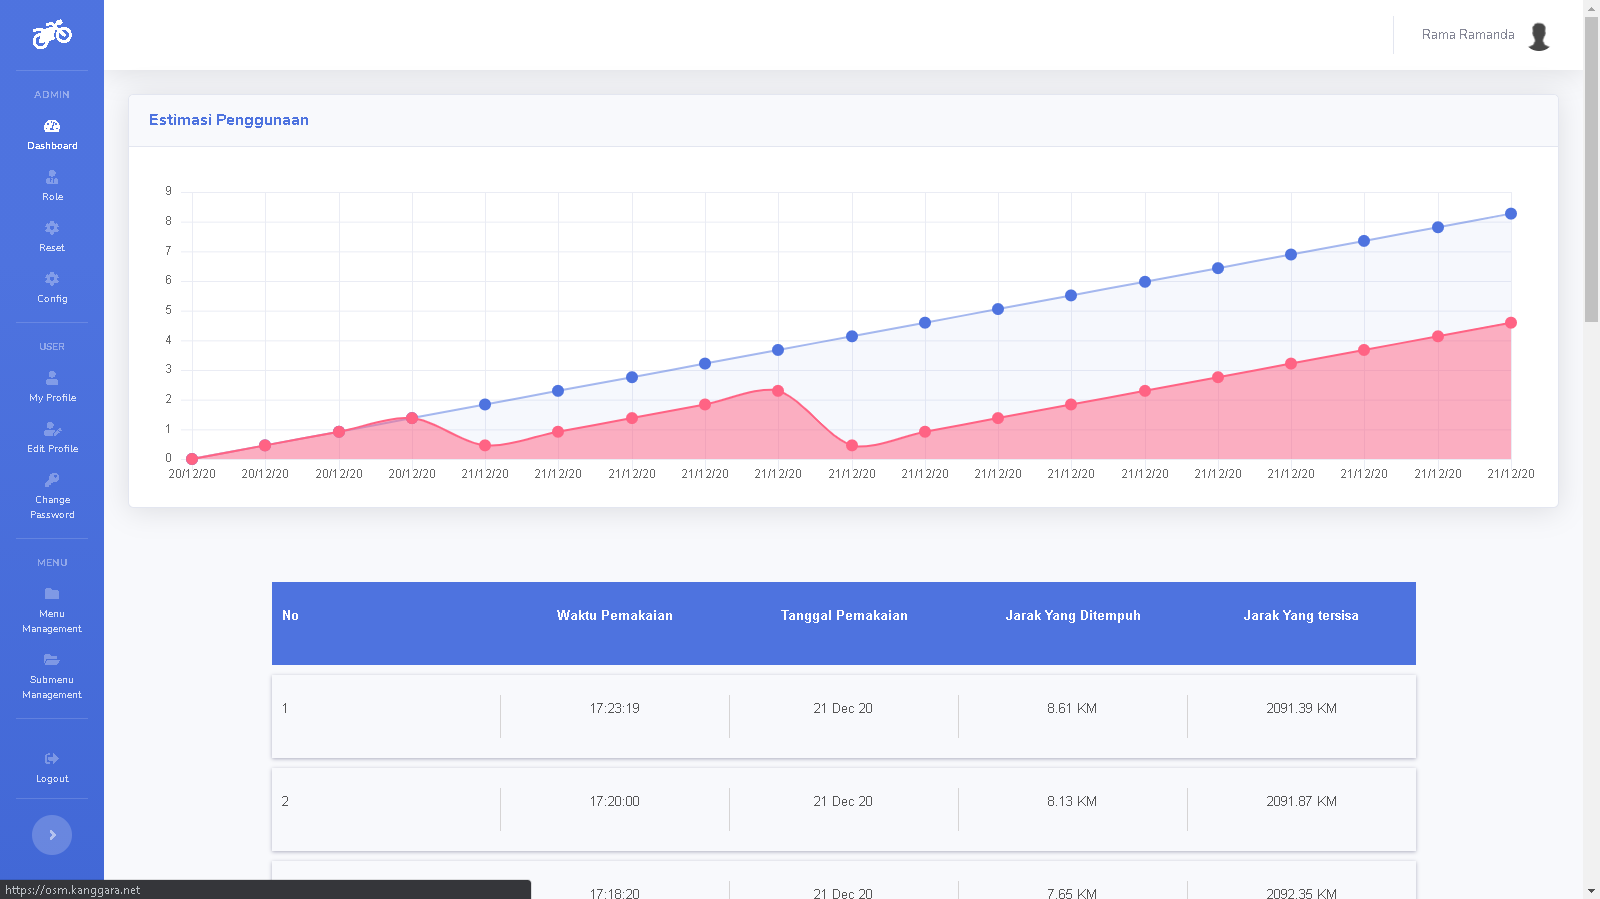 Rama Ramanda
ADMIN
Dashboard
Role
Reset
Config
USER
My Profile
Edit Profile
Change
Password
MENU
Menu
Management
Submenu
Management
Logout
Estimasi Penggunaan
9
8
7
6
5
4
3
2
1
0
20/12/20 20/12/20 20/12/20 20/12/20 21/12/20 21/12/20 21/12/20 21/12/20 21/12/20 21/12/20 21/12/20 21/12/20 21/12/20 21/12/20 21/12/20 21/12/20 21/12/20 21/12/20 21/12/20
No Waktu Pemakaian Tanggal Pemakaian Jarak Yang Ditempuh Jarak Yang tersisa
1 17:23:19 21 Dec 20 8.61 KM 2091.39 KM
2 17:20:00 21 Dec 20 8.13 KM 2091.87 KM
17:18:20 21 Dec 20 7.65 KM 2092.35 KM
https://osm.kanggara.net